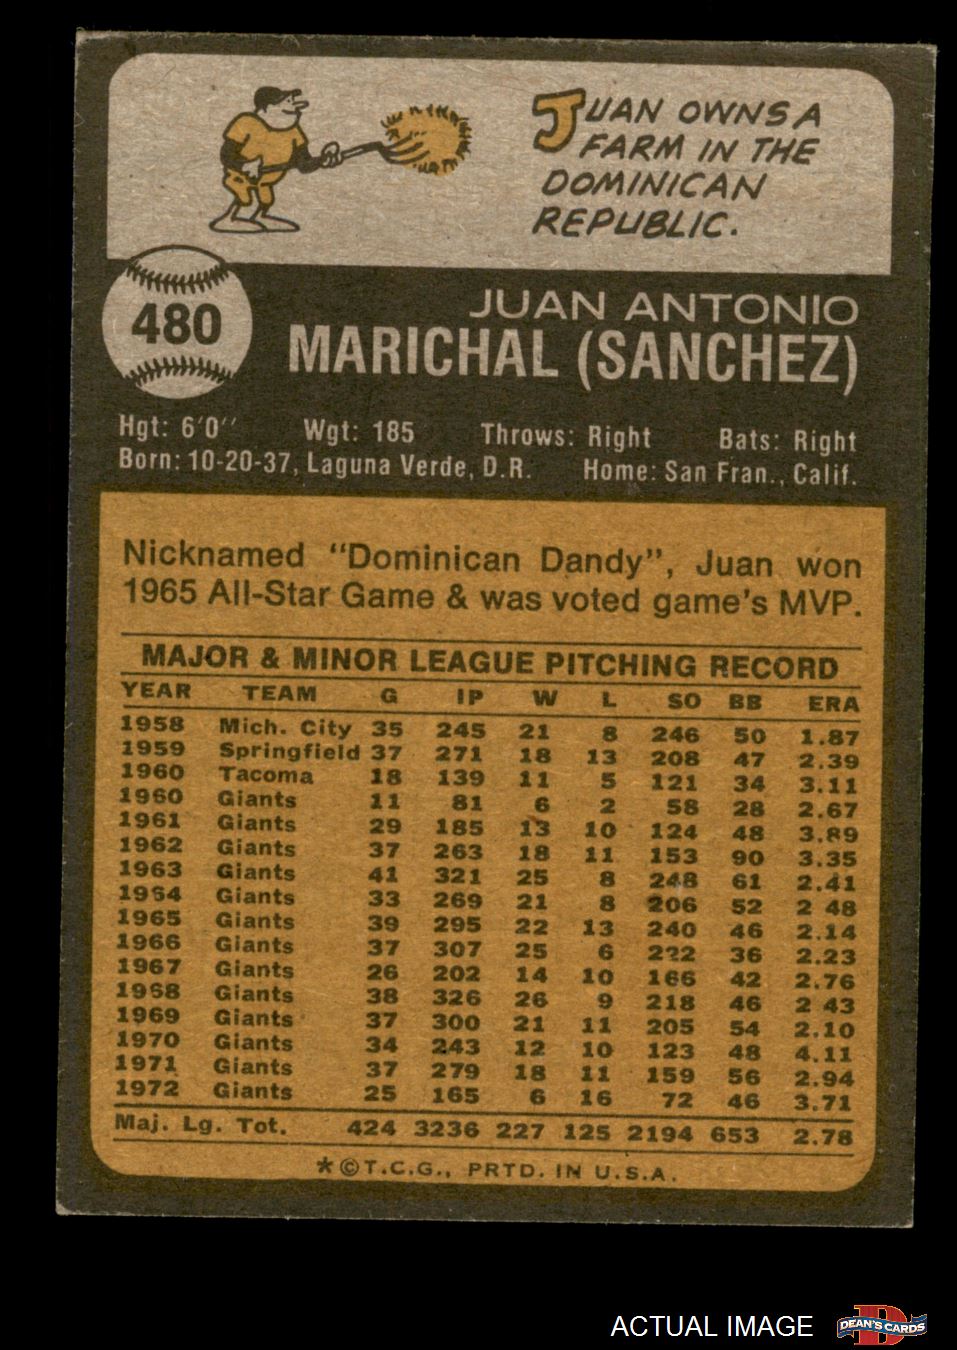 JUAN OWNS A
FARM IN THE
DOMINICAN
REPUBLIC.
480
JUAN ANTONIO
MARICHAL (SANCHEZ)
Hgt: 6'0" Wgt: 185 Throws: Right Bats: Right
Born: 10-20-37, Laguna Verde, D.R. Home: San Fran., Calif.
Nicknamed "Dominican Dandy", Juan won
1965 All-Star Game & was voted game's MVP.
MAJOR & MINOR LEAGUE PITCHING RECORD
YEAR TEAM G IP W L SO BB ERA
1958 Mich. City 35 245 21 8 246 50 1.87
1959 Springfield 37 271 18 13 208 47 2.39
1960 Tacoma 18 139 11 5 121 34 3.11
1960 Giants 11 81 6 2 58 28 2.67
1961 Giants 29 185 13 10 124 48 3.89
1962 Giants 37 263 18 11 153 90 3.35
1963 Giants 41 321 25 8 248 61 2.41
1964 Giants 33 269 21 8 206 52 2 48
1965 Giants 39 295 22 13 240 46 2.14
1966 Giants 37 307 25 6 222 36 2.23
1967 Giants 26 202 14 10 166 42 2.76
1968 Giants 38 326 26 9 218 46 2 43
1969 Giants 37 300 21 11 205 54 2.10
1970 Giants 34 243 12 10 123 48 4.11
1971 Giants 37 279 18 11 159 56 2.94
1972 Giants 25 165 6 16 72 46 3.71
Maj. Lg. Tot. 424 3236 227 125 2194 653 2.78
*©T.C.G., PRTD. IN U.S.A.
ACTUAL IMAGE
D
DEAN'S CARDS